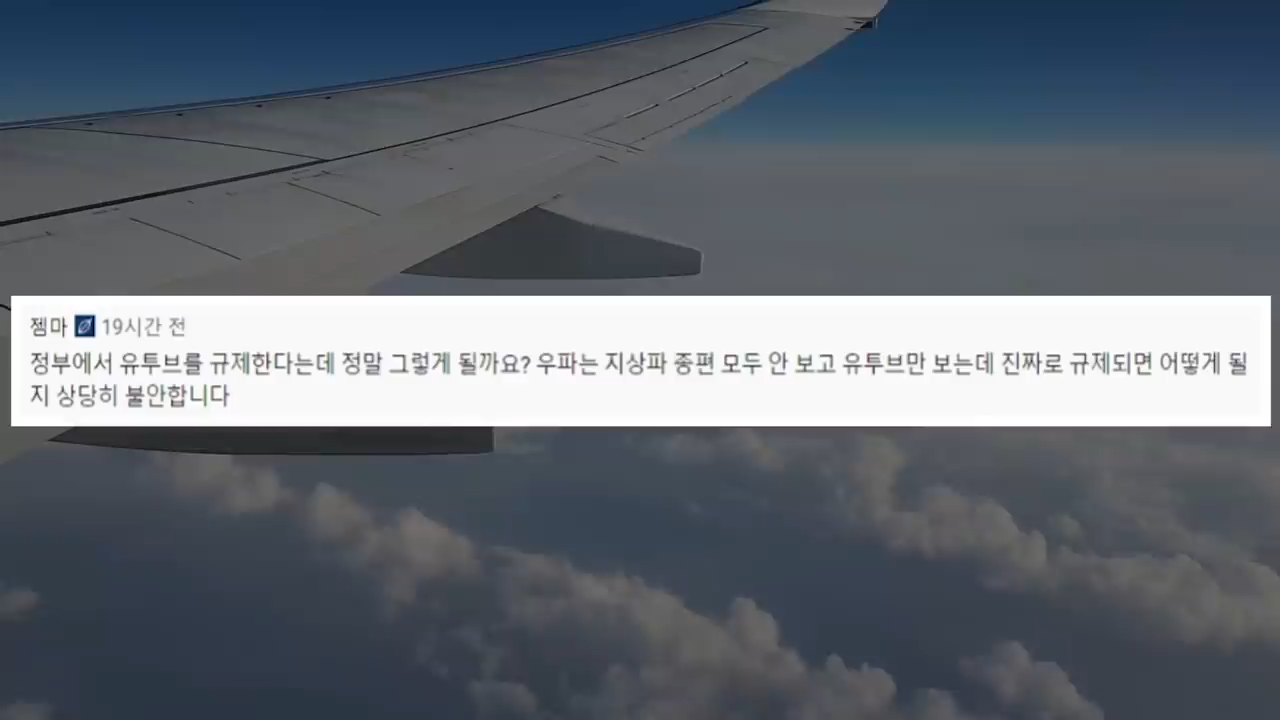 젬마 19시간 전
정부에서 유투브를 규제한다는데 정말 그렇게 될까요? 우파는 지상파 종편 모두 안 보고 유투브만 보는데 진짜로 규제되면 어떻게 될
지 상당히 불안합니다